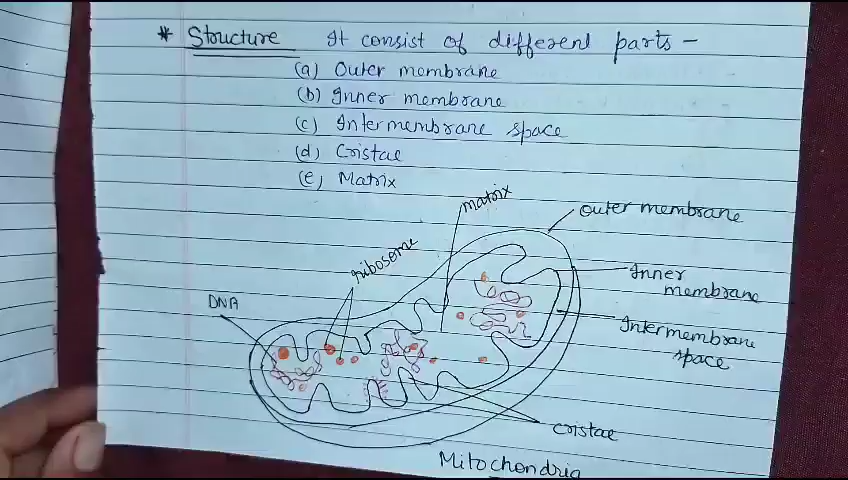 * Structure It consist of different parts -
(a) Outer membrane
(b) Inner membrane
(c) Intermembrane space
(d) Cristae
(e) Matrix
matrix
outer membrane
ribosome
Inner
membrane
DNA
Intermembrane
space
cristae
Mitochondria